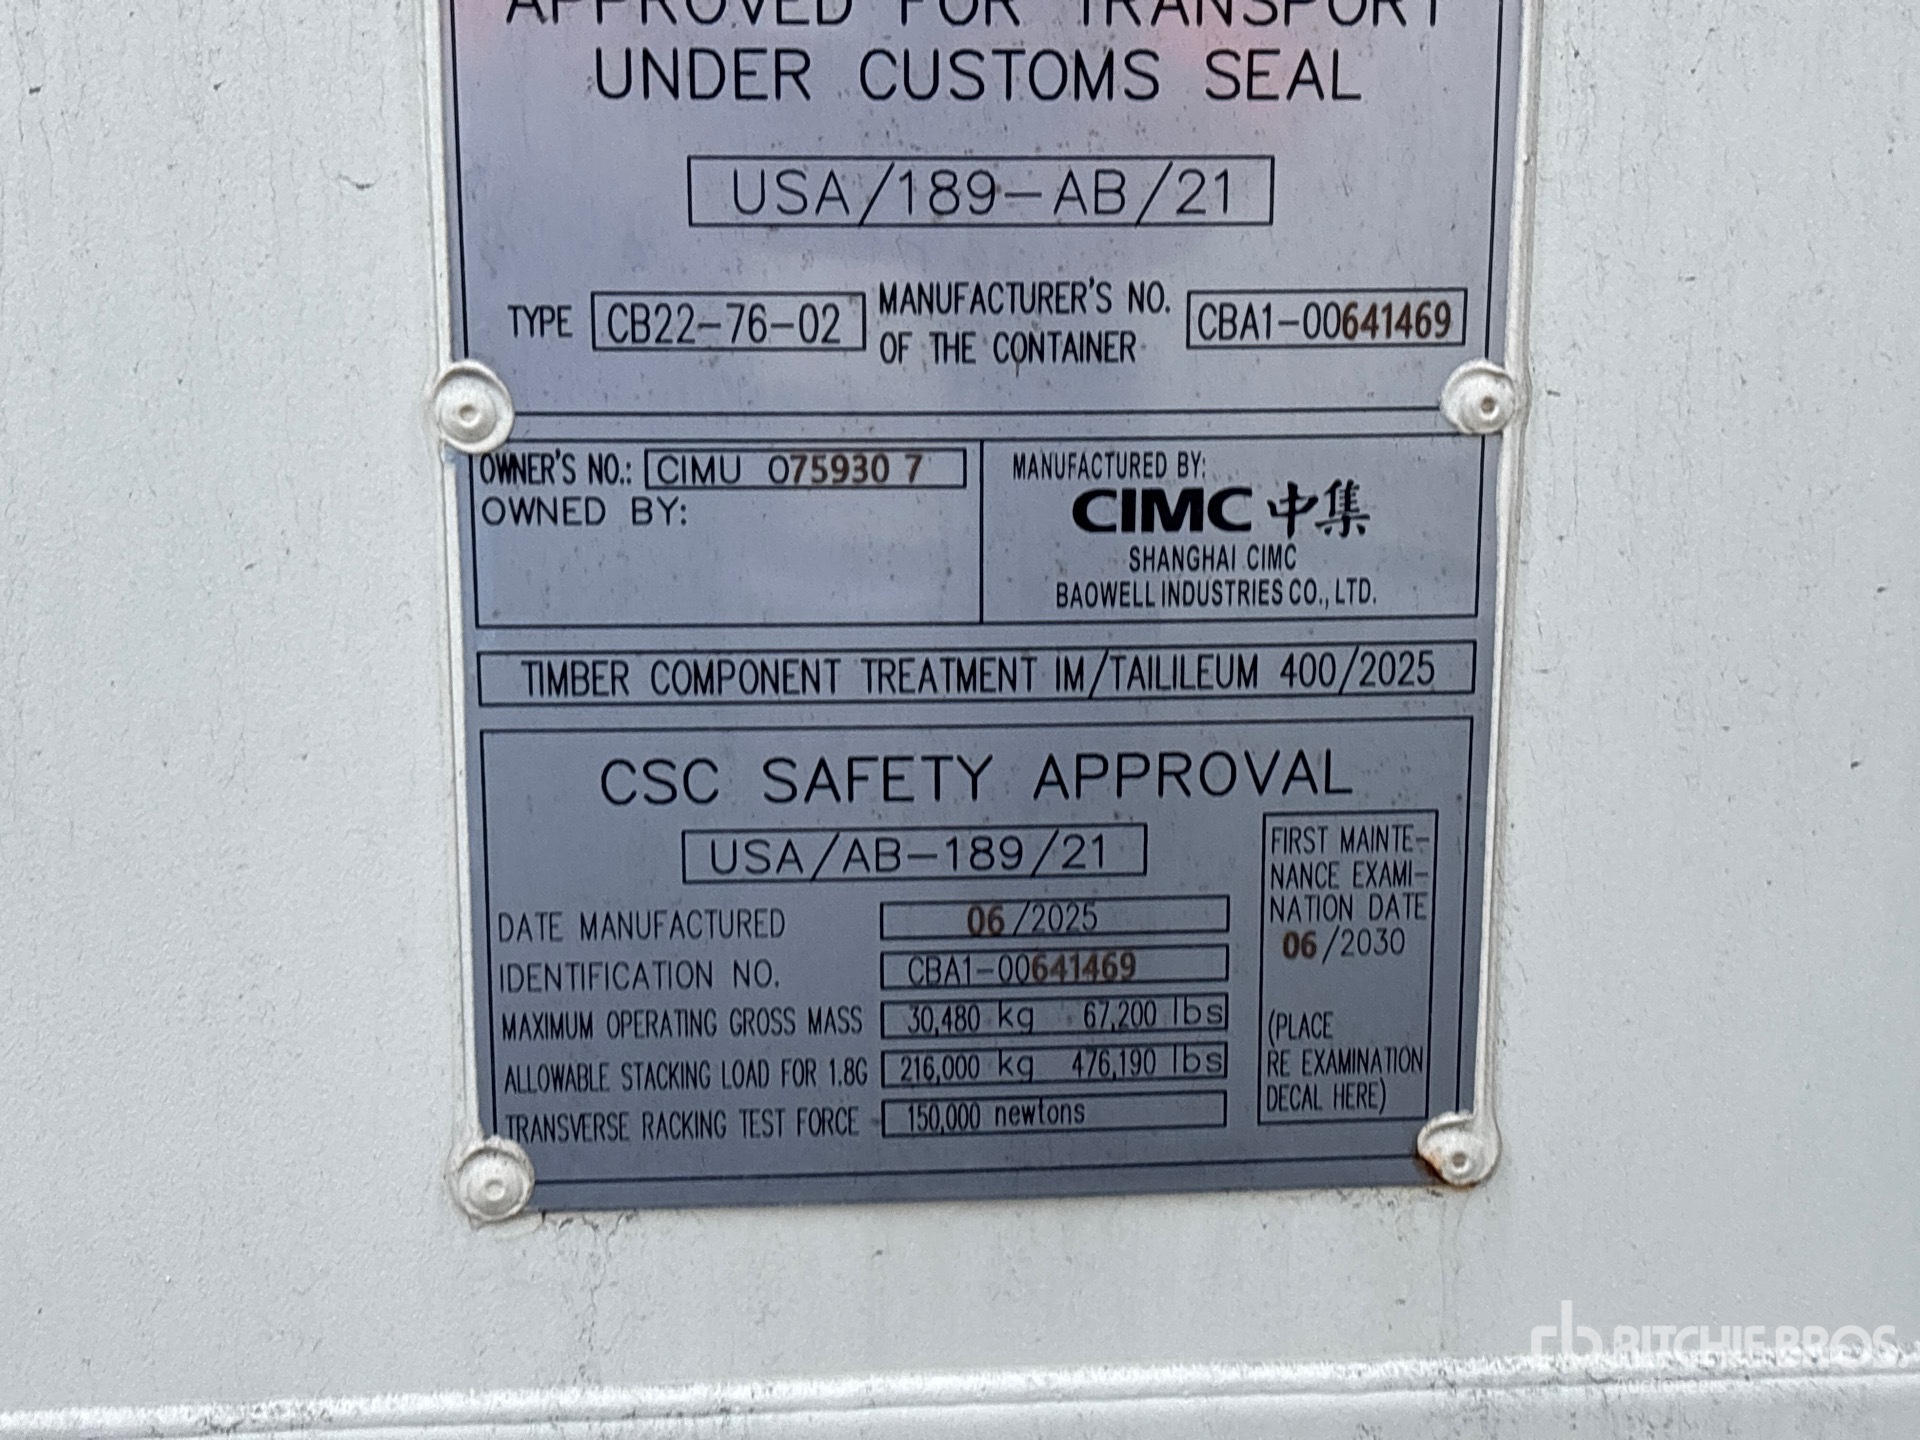 APPROVED FOR TRANSPORT
UNDER CUSTOMS SEAL
USA/189-AB/21
TYPE CB22-76-02 MANUFACTURER'S NO. OF THE CONTAINER CBA1-00641469
OWNER'S NO.: CIMU 075930 7
OWNED BY:
MANUFACTURED BY:
CIMC 中集
SHANGHAI CIMC
BAOWELL INDUSTRIES CO., LTD.
TIMBER COMPONENT TREATMENT IM/TAILILEUM 400/2025
CSC SAFETY APPROVAL
USA/AB-189/21
DATE MANUFACTURED 06/2025
IDENTIFICATION NO. CBA1-00641469
MAXIMUM OPERATING GROSS MASS 30,480 kg 67,200 lbs
ALLOWABLE STACKING LOAD FOR 1.8G 216,000 kg 476,190 lbs
TRANSVERSE RACKING TEST FORCE 150,000 newtons
FIRST MAINTE-
NANCE EXAMI-
NATION DATE
06/2030
(PLACE
RE EXAMINATION
DECAL HERE)
rb RITCHIE BROS.
Auctioneers